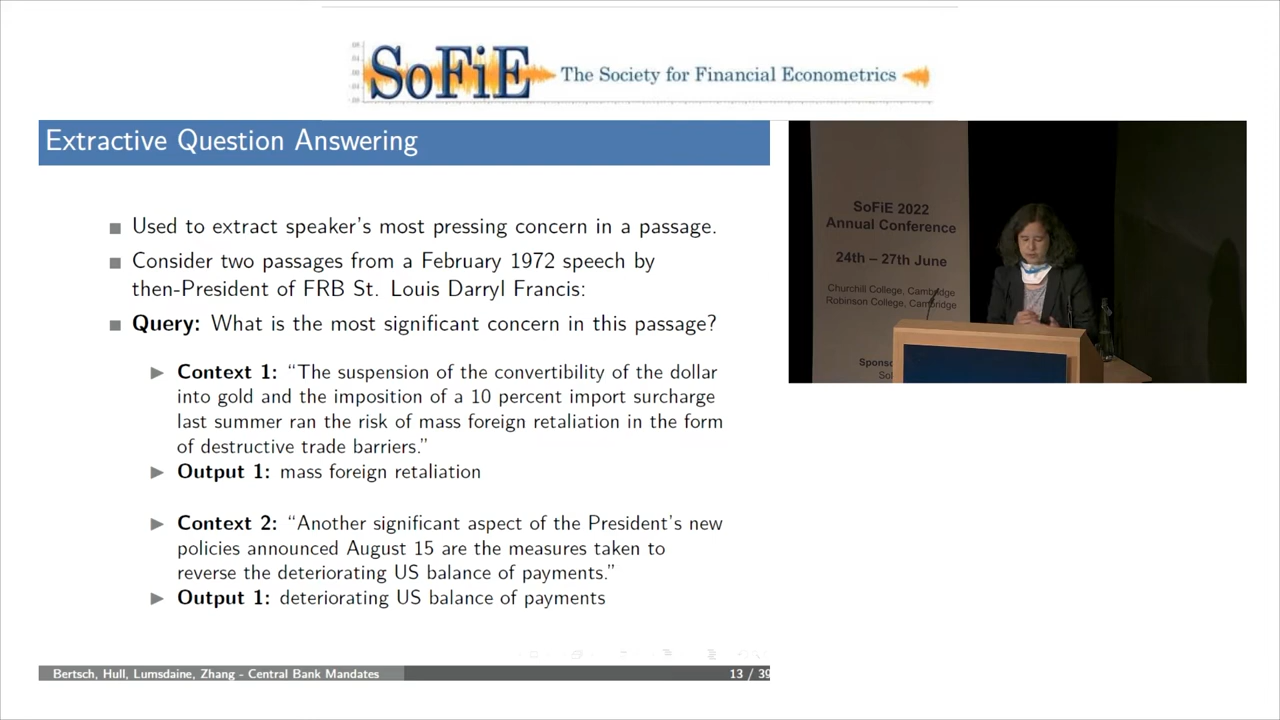 SoFiE The Society for Financial Econometrics
Extractive Question Answering
Used to extract speaker's most pressing concern in a passage.
Consider two passages from a February 1972 speech by
then-President of FRB St. Louis Darryl Francis:
Query: What is the most significant concern in this passage?
Context 1: “The suspension of the convertibility of the dollar
into gold and the imposition of a 10 percent import surcharge
last summer ran the risk of mass foreign retaliation in the form
of destructive trade barriers.”
Output 1: mass foreign retaliation
Context 2: “Another significant aspect of the President's new
policies announced August 15 are the measures taken to
reverse the deteriorating US balance of payments.”
Output 1: deteriorating US balance of payments
Bertsch, Hull, Lumsdaine, Zhang - Central Bank Mandates
13 / 39
SoFiE 2022
Annual Conference
24th – 27th June
Churchill College, Cambridge
Robinson College, Cambridge